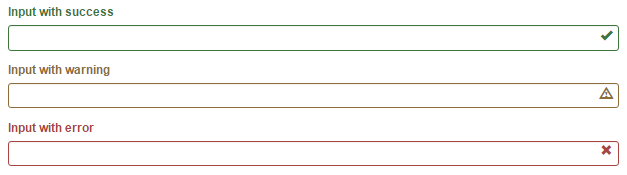 Input with success
Input with warning
Input with error